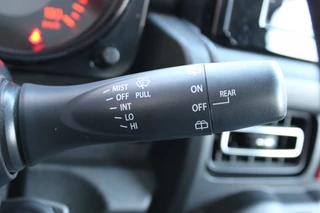 MIST
OFF PULL
INT
LO
HI
ON
OFF REAR